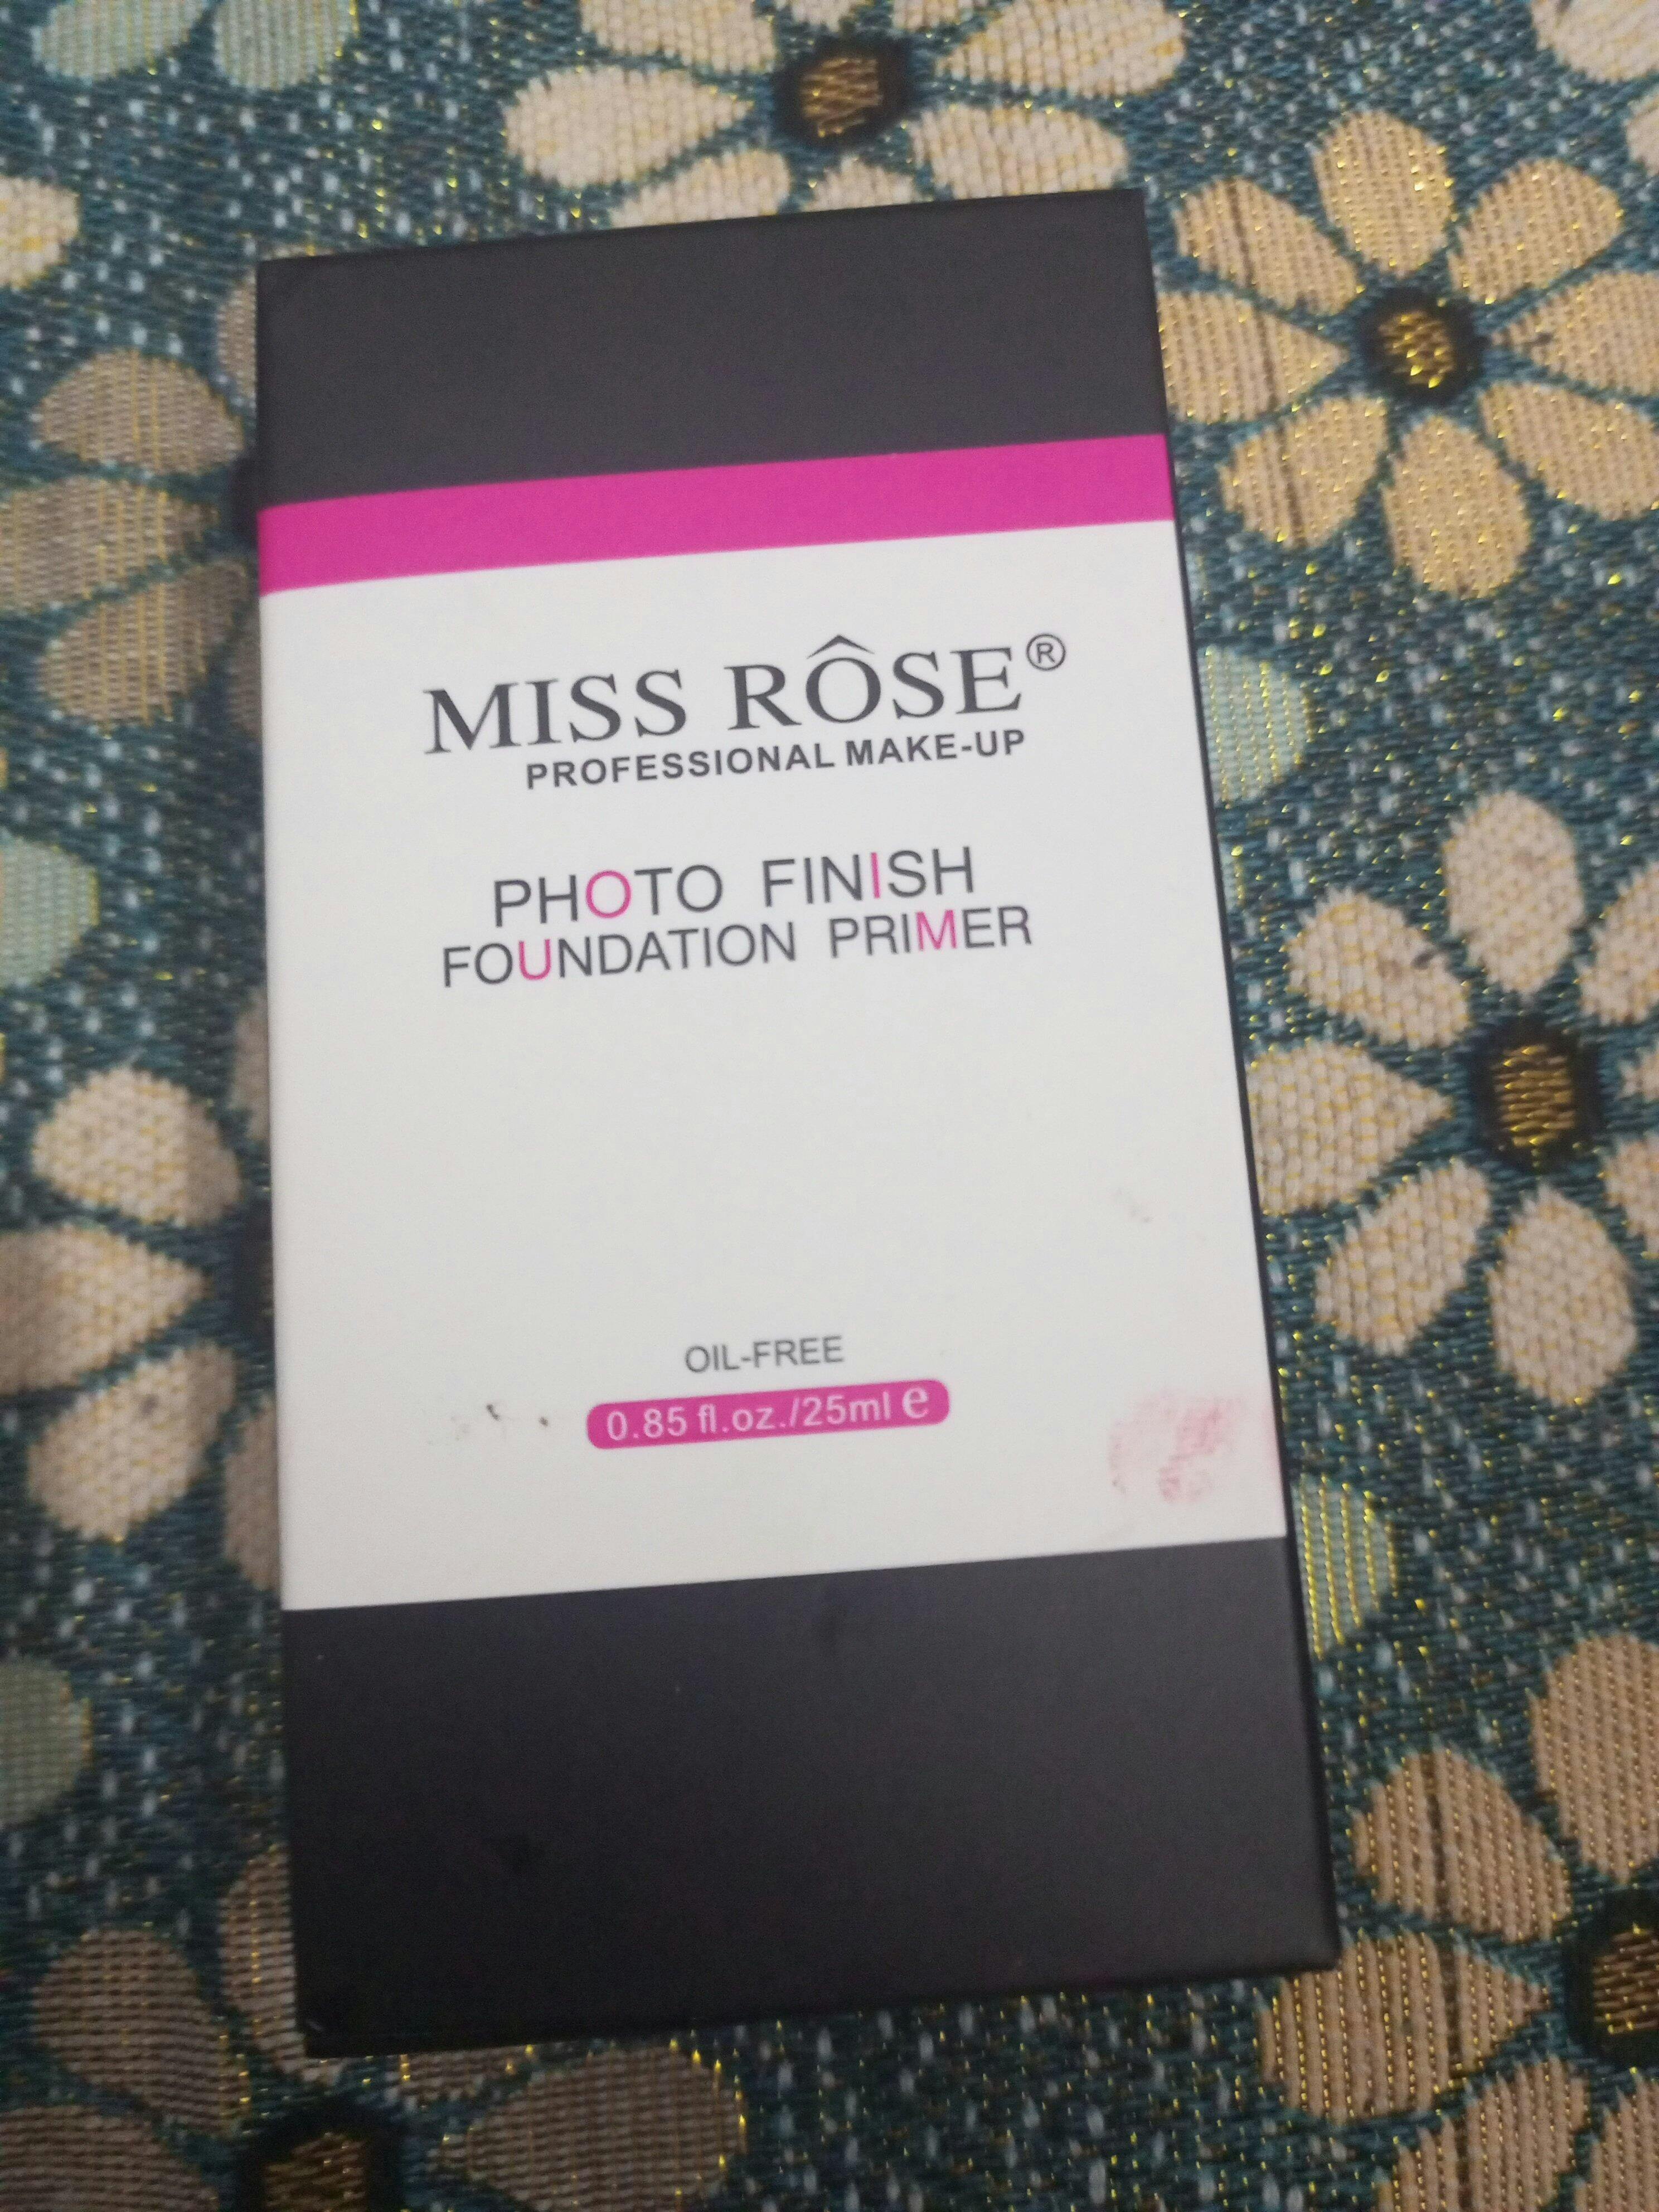 MISS RÔSE®
PROFESSIONAL MAKE-UP
PHOTO FINISH
FOUNDATION PRIMER
OIL-FREE
0.85 fl.oz./25ml ℮